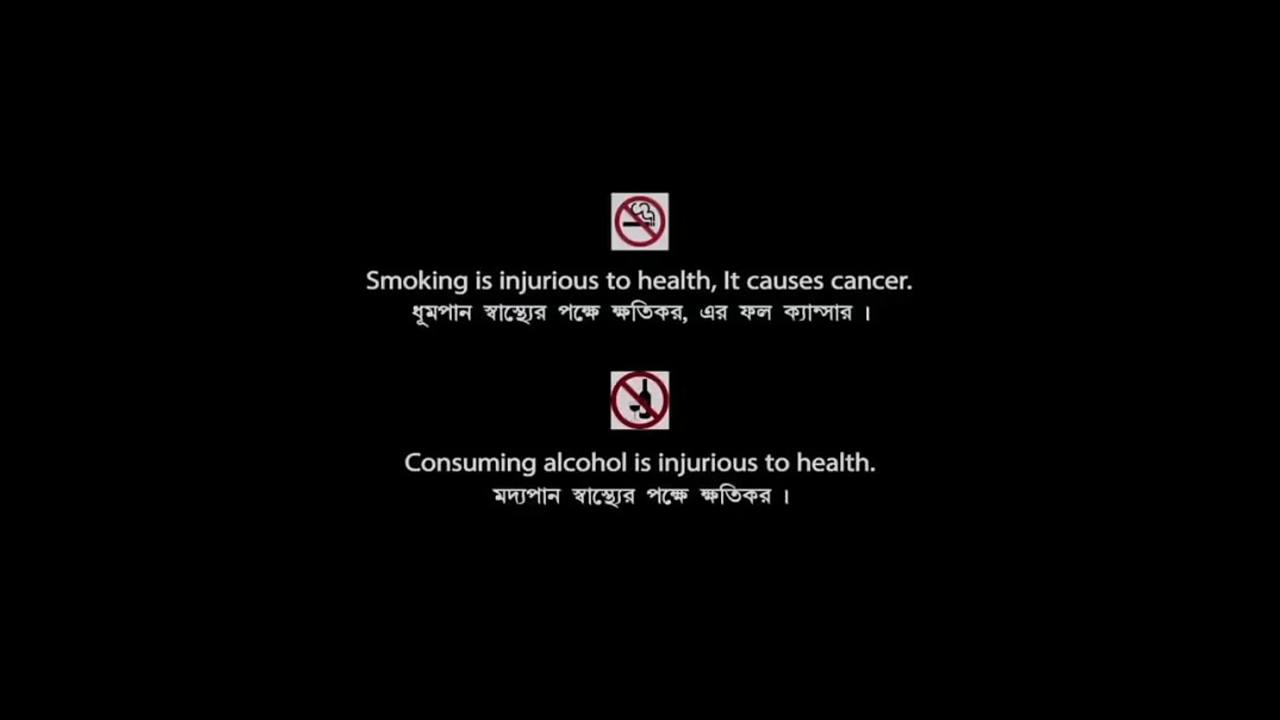 Smoking is injurious to health, It causes cancer.
ধূমপান স্বাস্থ্যের পক্ষে ক্ষতিকর, এর ফল ক্যান্সার ।
Consuming alcohol is injurious to health.
মদ্যপান স্বাস্থ্যের পক্ষে ক্ষতিকর ।